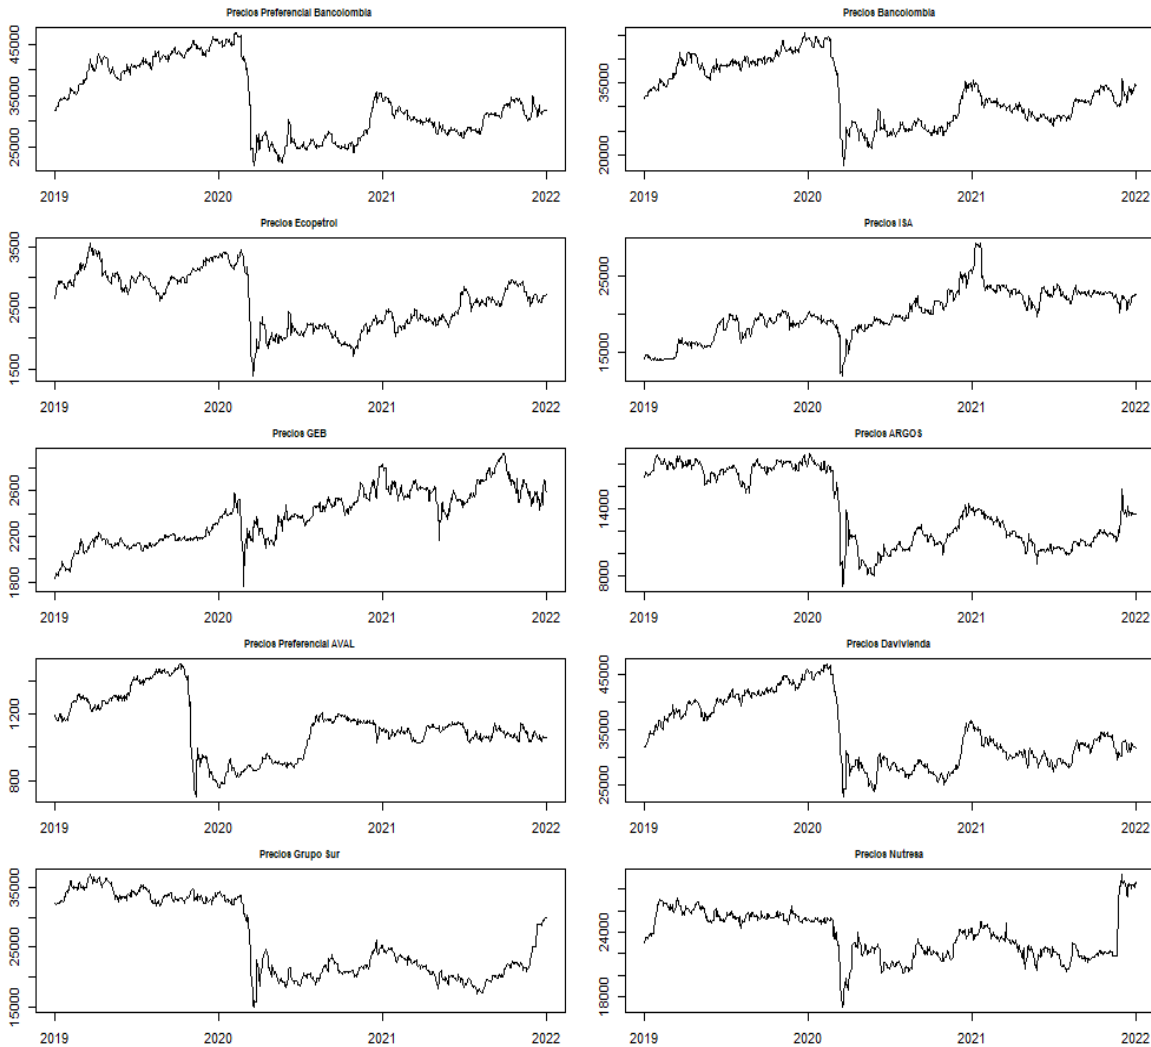 Precios Preferencial Bancolombia
45000
35000
25000
2019 2020 2021 2022
Precios Bancolombia
35000
20000
2019 2020 2021 2022
Precios Ecopetrol
3500
2500
1500
2019 2020 2021 2022
Precios ISA
25000
15000
2019 2020 2021 2022
Precios GEB
2600
2200
1800
2019 2020 2021 2022
Precios ARGOS
14000
8000
2019 2020 2021 2022
Precios Preferencial AVAL
1200
800
2019 2020 2021 2022
Precios Davivienda
45000
35000
25000
2019 2020 2021 2022
Precios Grupo Sur
35000
25000
15000
2019 2020 2021 2022
Precios Nutresa
24000
18000
2019 2020 2021 2022